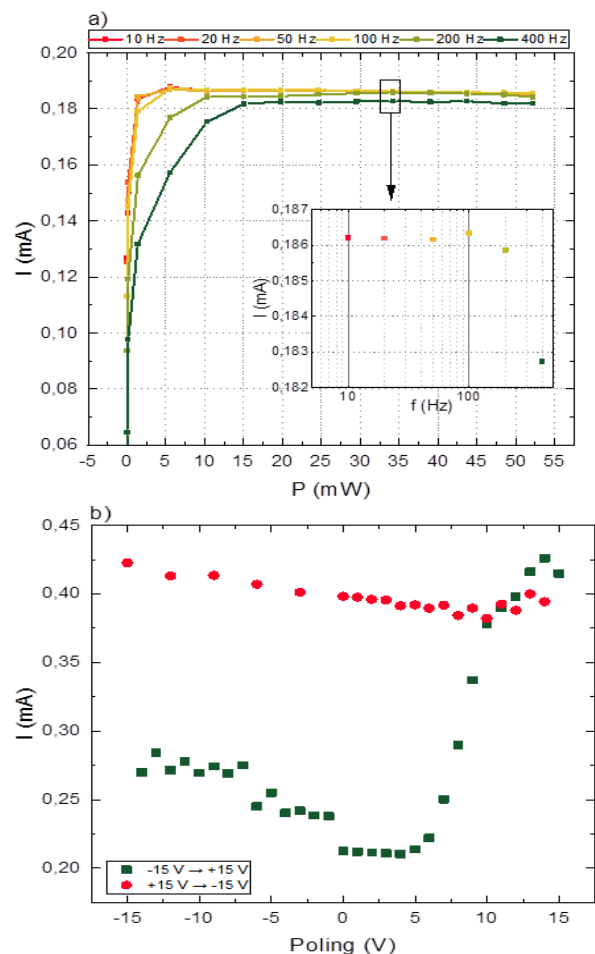 a)
10 Hz 20 Hz 50 Hz 100 Hz 200 Hz 400 Hz
0,20
0,18
0,16
0,14
0,12
0,10
0,08
0,06
I (mA)
0,187
0,186
0,185
0,184
0,183
0,182
I (mA)
10 100
f (Hz)
-5 0 5 10 15 20 25 30 35 40 45 50 55
P (mW)
b)
0,45
0,40
0,35
0,30
0,25
0,20
I (mA)
-15 V → +15 V
+15 V → -15 V
-15 -10 -5 0 5 10 15
Poling (V)